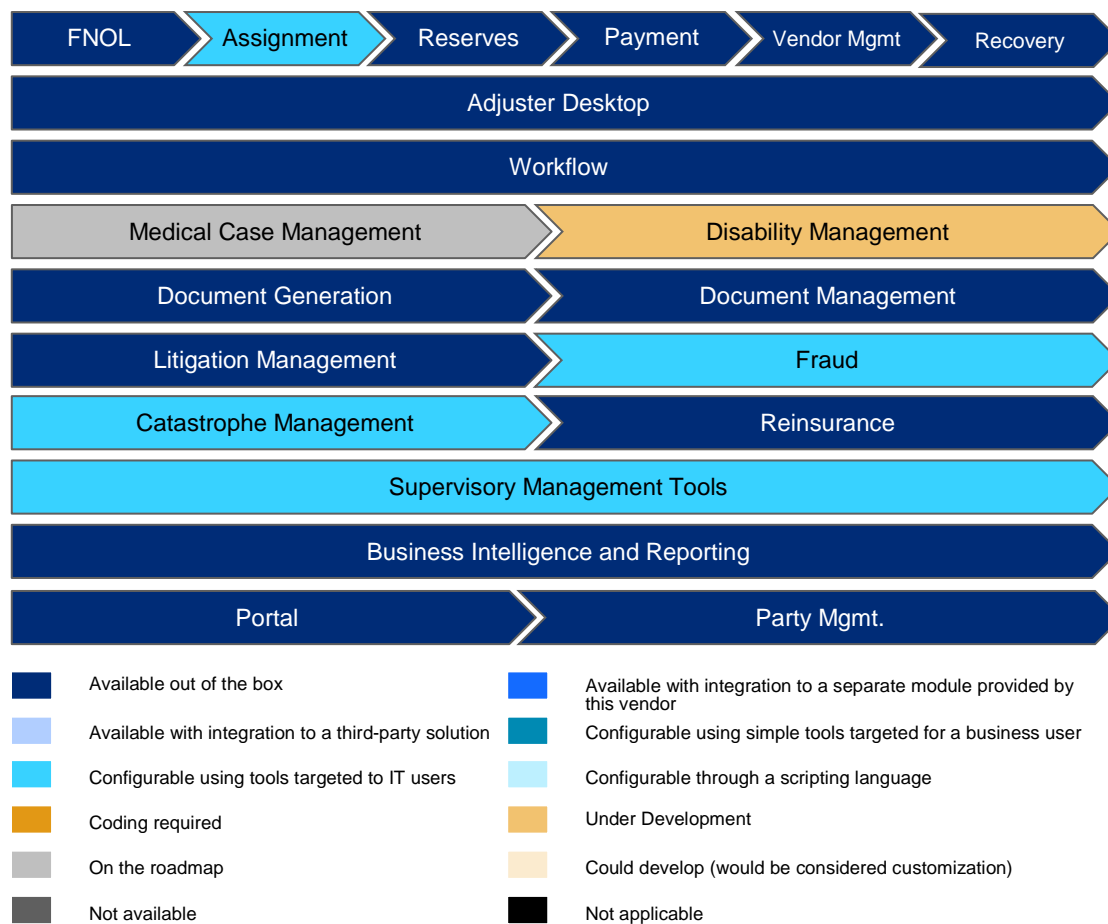 FNOL Assignment Reserves Payment Vendor Mgmt Recovery
Adjuster Desktop
Workflow
Medical Case Management Disability Management
Document Generation Document Management
Litigation Management Fraud
Catastrophe Management Reinsurance
Supervisory Management Tools
Business Intelligence and Reporting
Portal Party Mgmt.
Available out of the box
Available with integration to a separate module provided by
this vendor
Available with integration to a third-party solution
Configurable using simple tools targeted for a business user
Configurable using tools targeted to IT users
Configurable through a scripting language
Coding required
Under Development
On the roadmap
Could develop (would be considered customization)
Not available
Not applicable